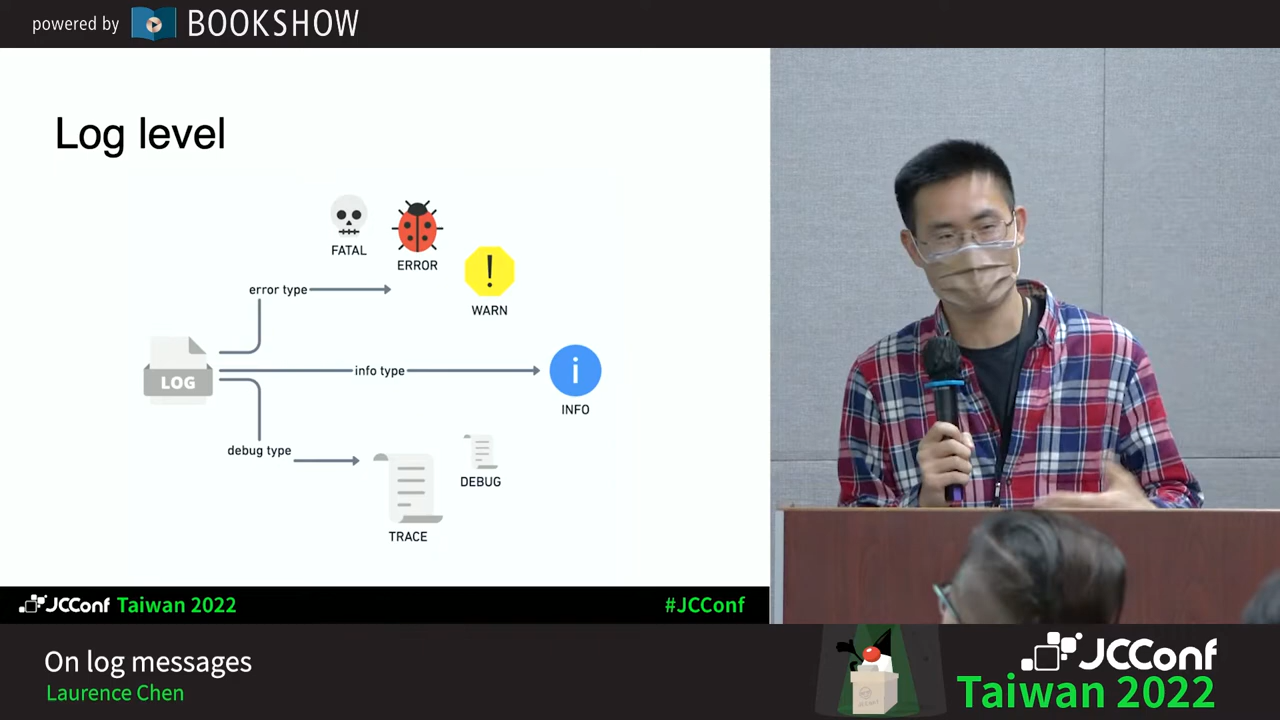 powered by BOOKSHOW
Log level
FATAL
ERROR
WARN
error type
LOG
info type
INFO
debug type
DEBUG
TRACE
JCConf Taiwan 2022
#JCConf
On log messages
Laurence Chen
JCConf
Taiwan 2022